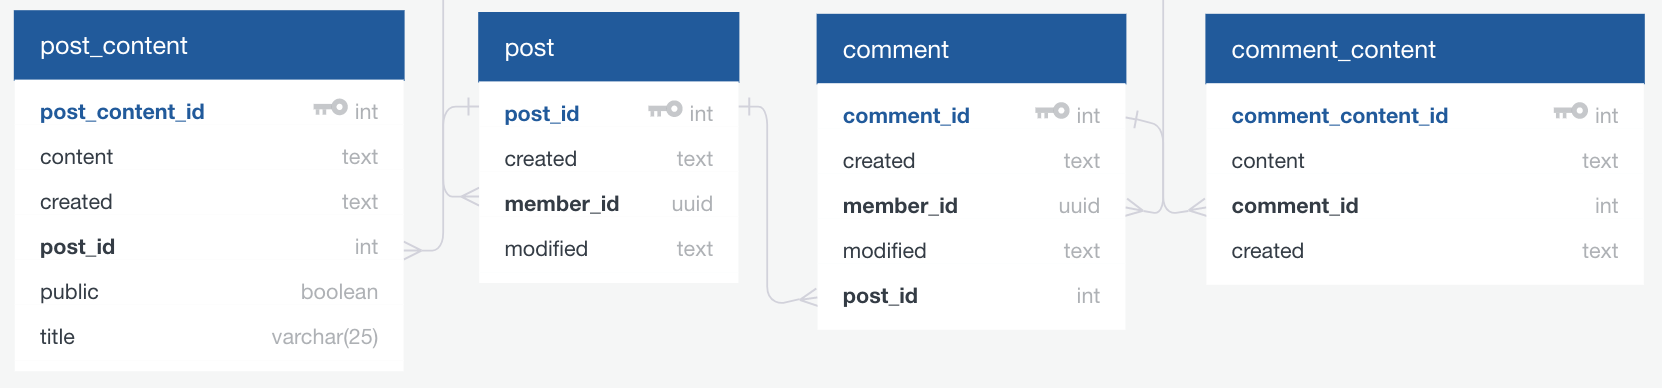 post_content
post_content_id int
content text
created text
post_id int
public boolean
title varchar(25)
post
post_id int
created text
member_id uuid
modified text
comment
comment_id int
created text
member_id uuid
modified text
post_id int
comment_content
comment_content_id int
content text
comment_id int
created text